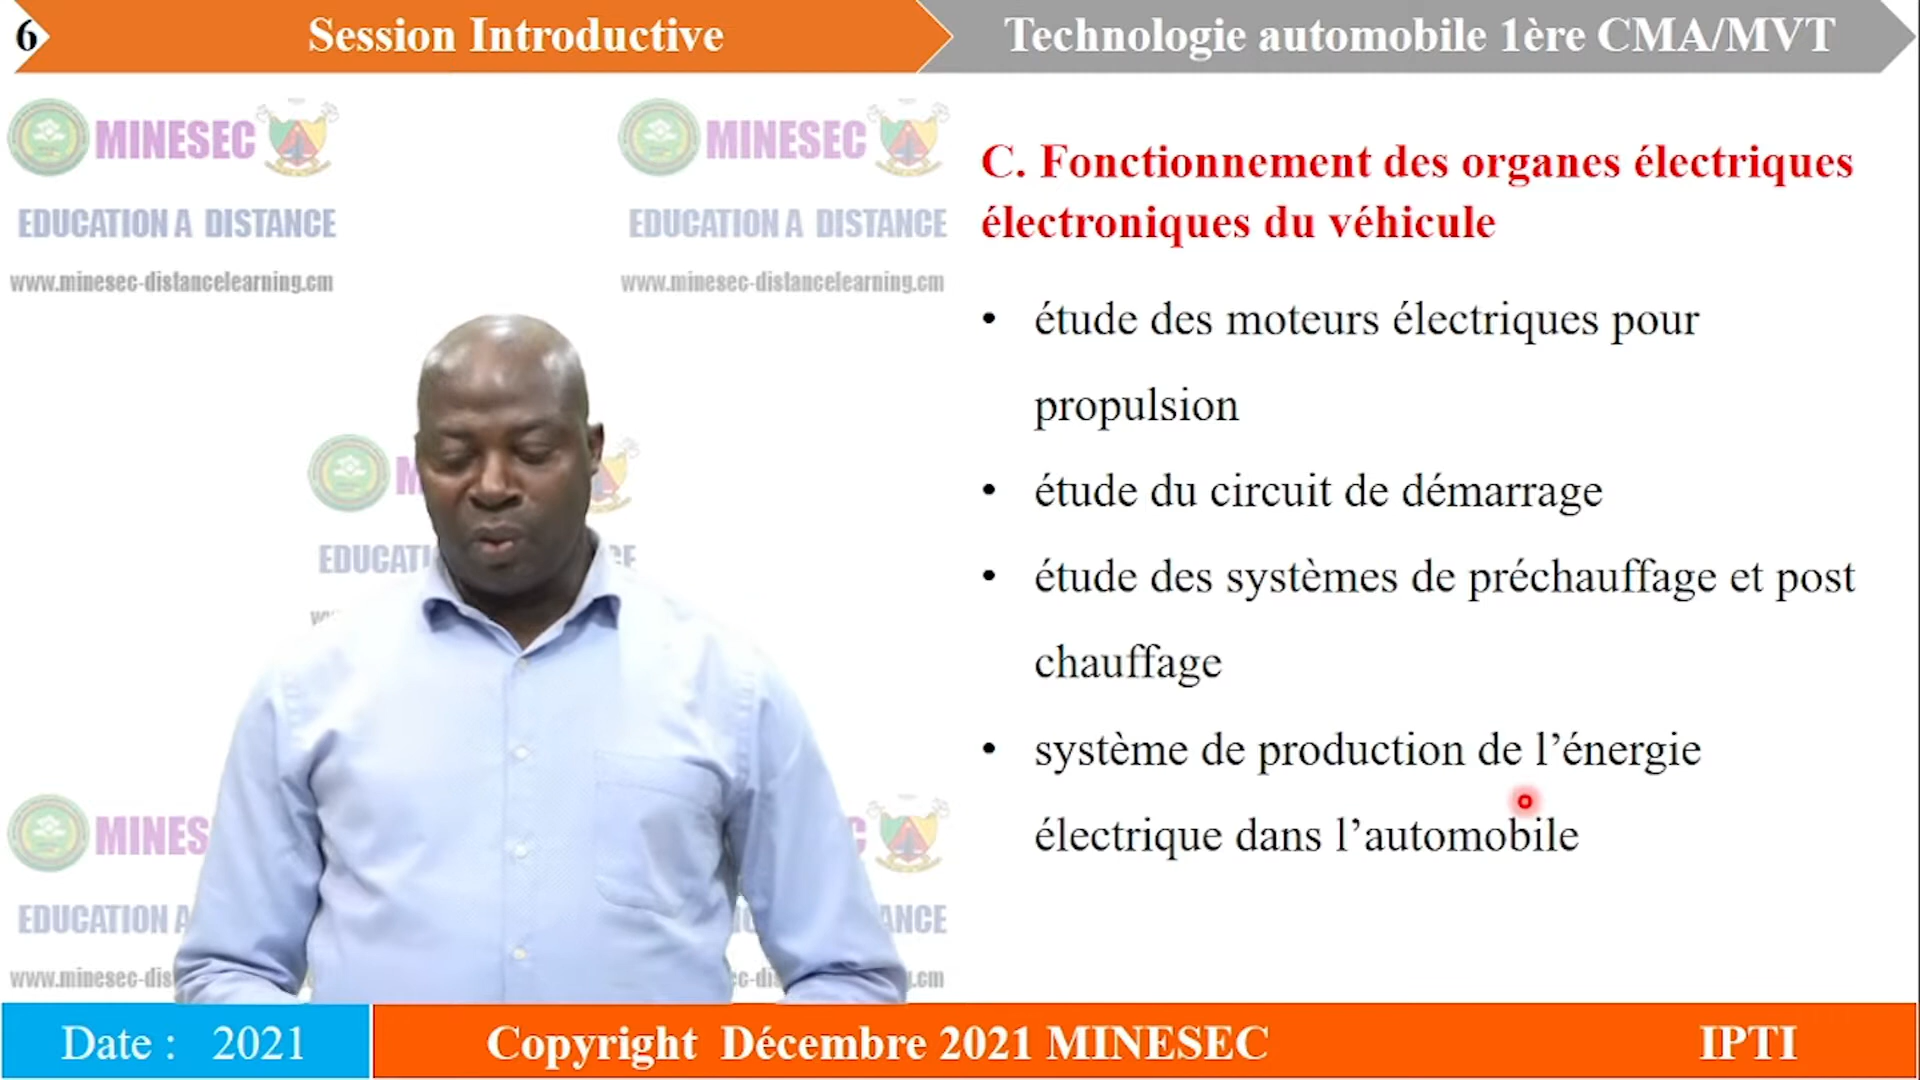 6
Session Introductive
Technologie automobile 1ère CMA/MVT
MINESEC
MINESEC
EDUCATION A DISTANCE
EDUCATION A DISTANCE
www.minesec-distancelearning.cm
www.minesec-distancelearning.cm
C. Fonctionnement des organes électriques
électroniques du véhicule
• étude des moteurs électriques pour
propulsion
• étude du circuit de démarrage
• étude des systèmes de préchauffage et post
chauffage
• système de production de l’énergie
électrique dans l’automobile
Date : 2021
Copyright Décembre 2021 MINESEC
IPTI